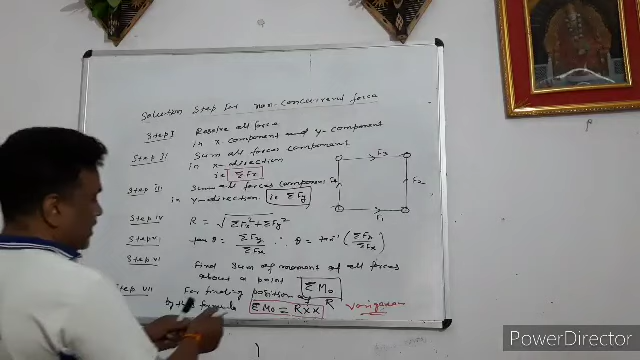 Solution Step for non-concurrent force
Step I Resolve all force
in x component and y-component
Step II Sum all forces component
in x-direction
ie ΣFx
Step III Sum all forces component
in y-direction ie ΣFy
Step IV R = √ΣFx²+ΣFy²
Step V tanθ = ΣFy/ΣFx ∴ θ = tan⁻¹(ΣFy/ΣFx)
Step VI Find sum of moment of all forces
about a point ΣMo
Step VII For finding position of R
by the formula ΣMo = R×x Varignon
F3
F2
F1
PowerDirector